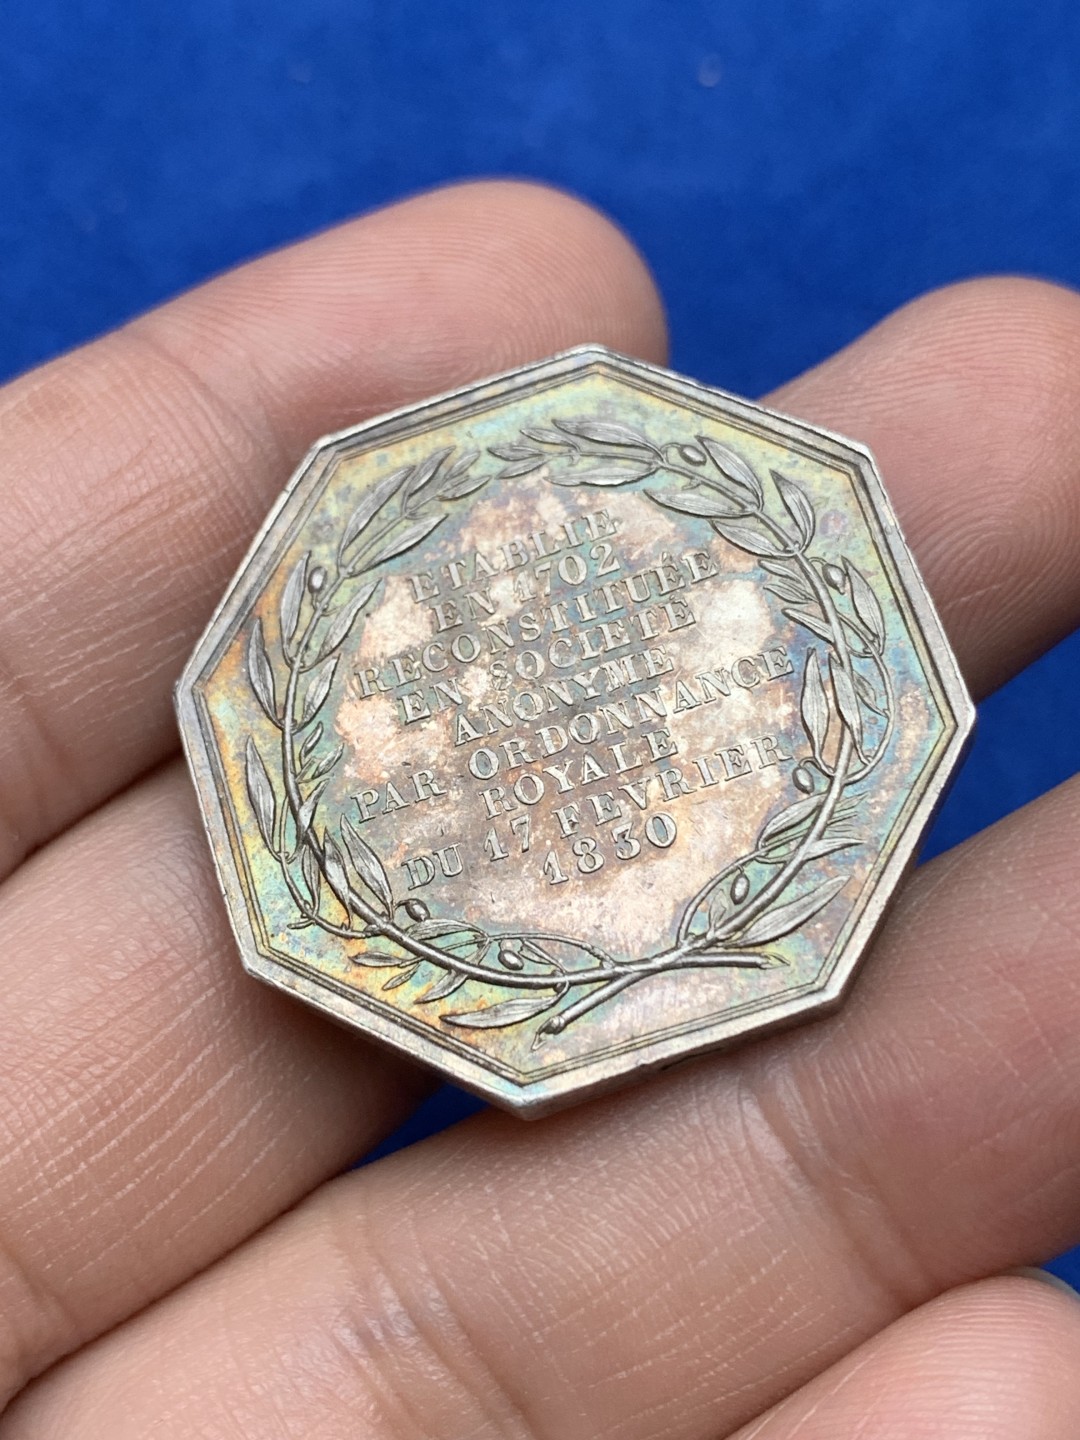 ETABLIE
EN 1702
RECONSTITUÉE
EN SOCIETE
ANONYME
PAR ORDONNANCE
ROYALE
DU 17 FEVRIER
1830